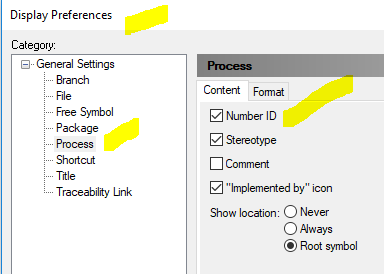 Display Preferences
Category:
General Settings
Branch
File
Free Symbol
Package
Process
Shortcut
Title
Traceability Link
Process
Content Format
Number ID
Stereotype
Comment
"Implemented by" icon
Show location: Never
Always
Root symbol